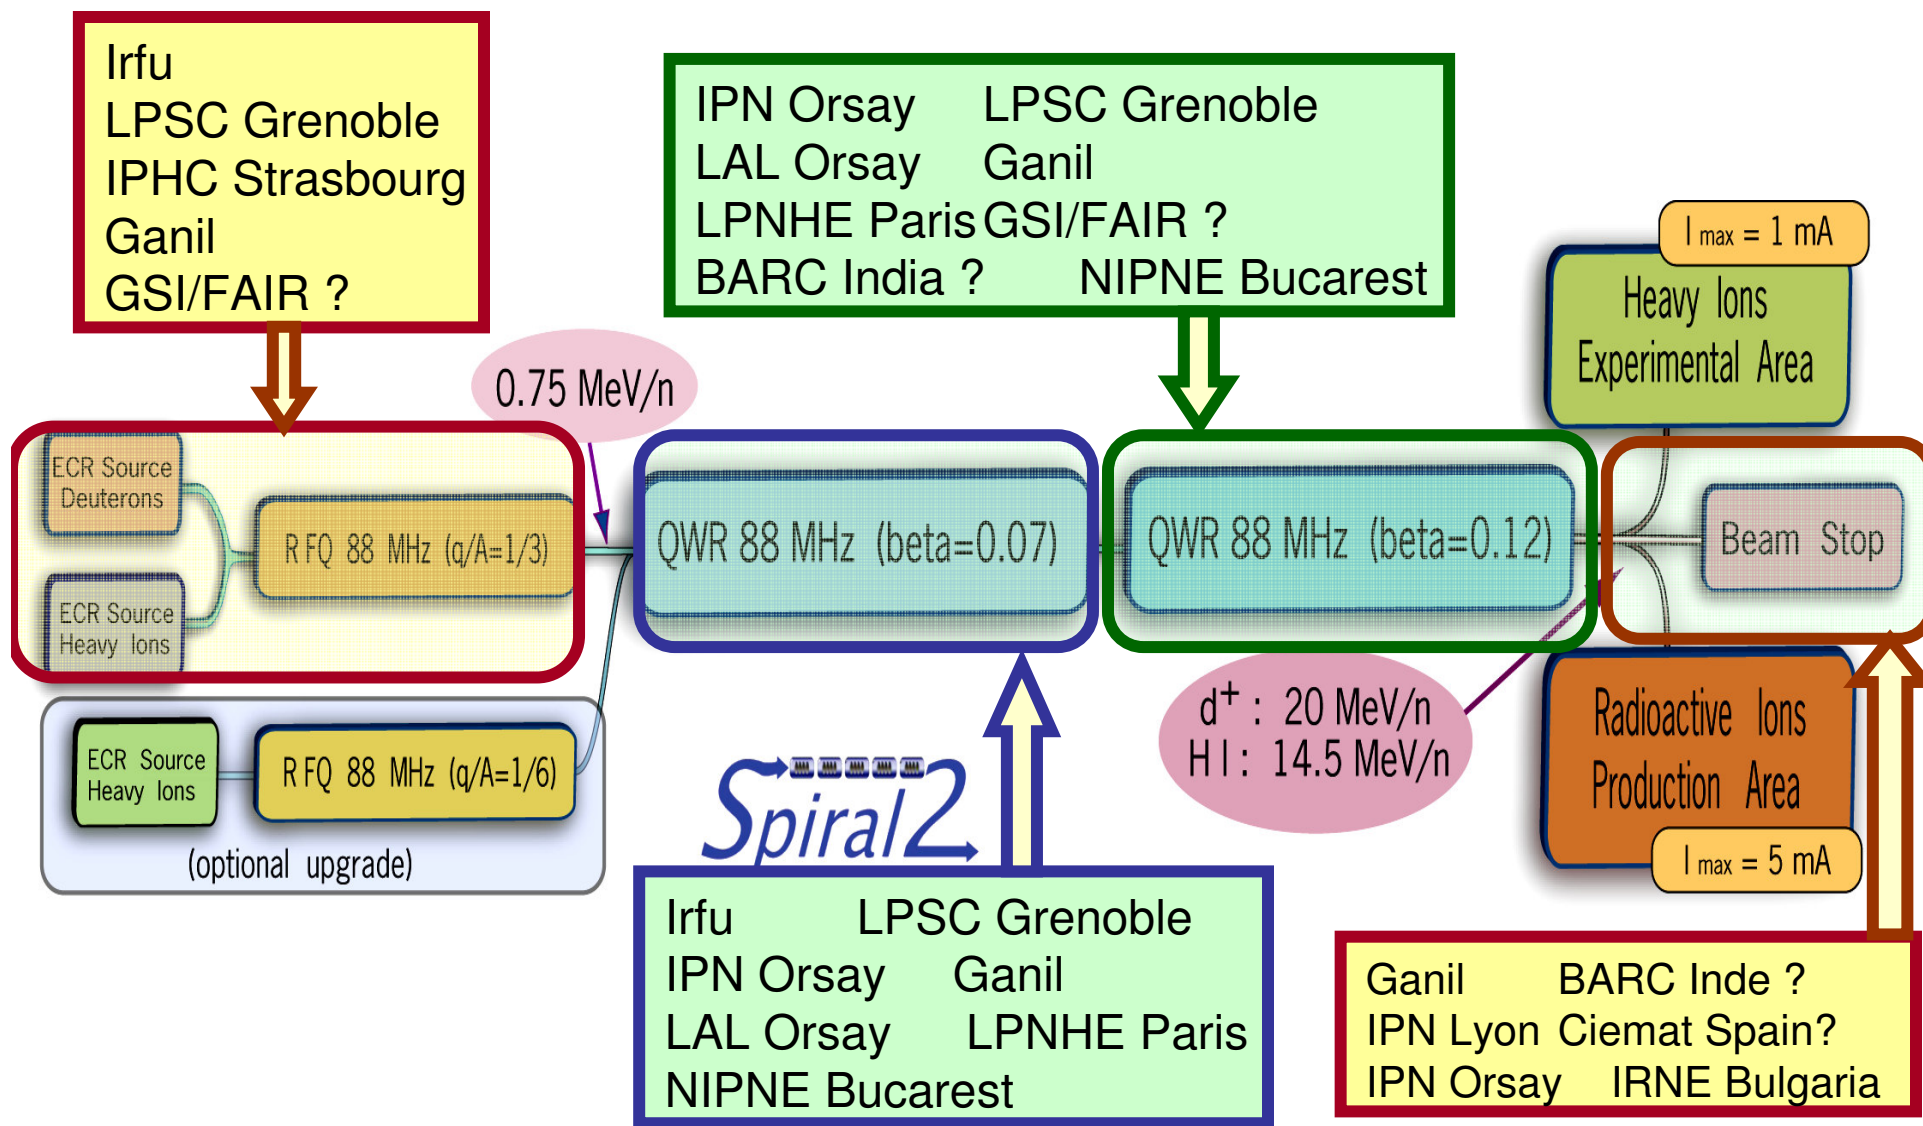 Irfu
LPSC Grenoble
IPHC Strasbourg
Ganil
GSI/FAIR ?
IPN Orsay LPSC Grenoble
LAL Orsay Ganil
LPNHE Paris GSI/FAIR ?
BARC India ? NIPNE Bucarest
I max = 1 mA
Heavy Ions
Experimental Area
0.75 MeV/n
ECR Source
Deuterons
RFQ 88 MHz (q/A=1/3)
ECR Source
Heavy Ions
QWR 88 MHz (beta=0.07)
QWR 88 MHz (beta=0.12)
Beam Stop
d+ : 20 MeV/n
HI : 14.5 MeV/n
Radioactive Ions
Production Area
I max = 5 mA
ECR Source
Heavy Ions
RFQ 88 MHz (q/A=1/6)
(optional upgrade)
Spiral2
Irfu LPSC Grenoble
IPN Orsay Ganil
LAL Orsay LPNHE Paris
NIPNE Bucarest
Ganil BARC Inde ?
IPN Lyon Ciemat Spain?
IPN Orsay IRNE Bulgaria